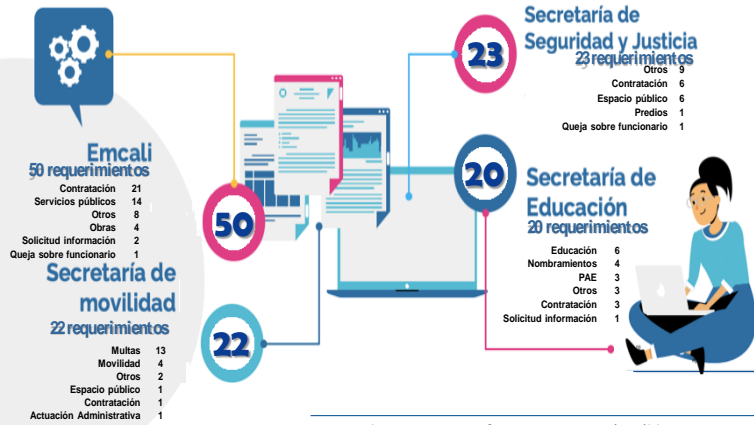 Emcali
50 requerimientos
Contratación 21
Servicios públicos 14
Otros 8
Obras 4
Solicitud información 2
Queja sobre funcionario 1
50
Secretaría de
movilidad
22 requerimientos
Multas 13
Movilidad 4
Otros 2
Espacio público 1
Contratación 1
Actuación Administrativa 1
22
23
Secretaría de
Seguridad y Justicia
23 requerimientos
Otros 9
Contratación 6
Espacio público 6
Predios 1
Queja sobre funcionario 1
20
Secretaría de
Educación
20 requerimientos
Educación 6
Nombramientos 4
PAE 3
Otros 3
Contratación 3
Solicitud información 1